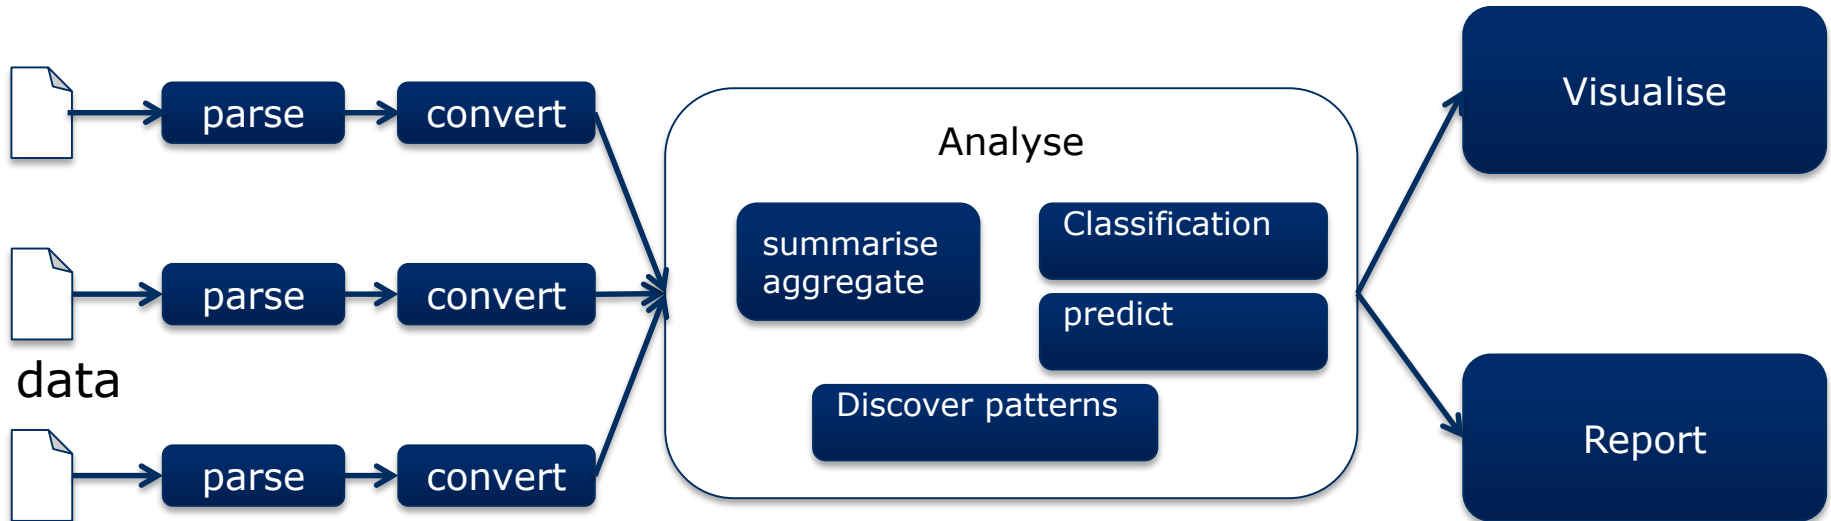 parse
convert
parse
convert
data
parse
convert
Analyse
summarise
aggregate
Classification
predict
Discover patterns
Visualise
Report